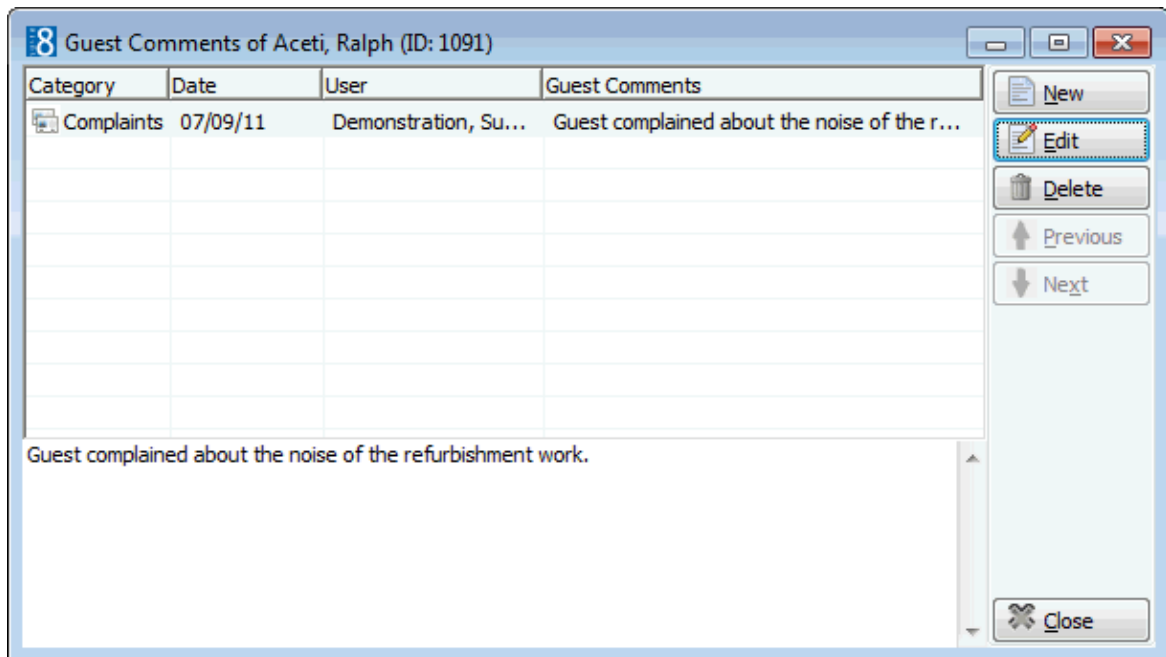 8 Guest Comments of Aceti, Ralph (ID: 1091)
Category Date User Guest Comments
Complaints 07/09/11 Demonstration, Su... Guest complained about the noise of the r...
Guest complained about the noise of the refurbishment work.
New
Edit
Delete
Previous
Next
Close